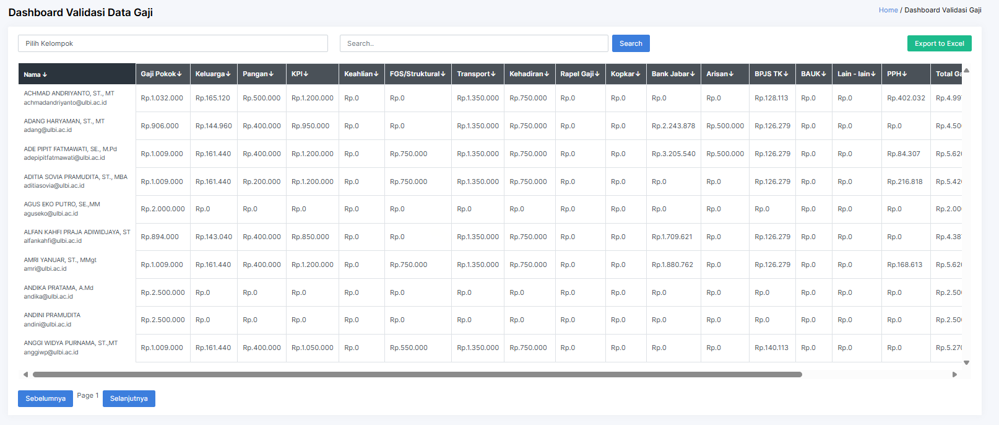 Dashboard Validasi Data Gaji
Home / Dashboard Validasi Gaji
Pilih Kelompok
Search..
Search
Export to Excel
Nama↓ Gaji Pokok↓ Keluarga↓ Pangan↓ KPI↓ Keahlian↓ FGS/Struktural↓ Transport↓ Kehadiran↓ Rapel Gaji↓ Kopkar↓ Bank Jabar↓ Arisan↓ BPJS TK↓ BAUK↓ Lain - lain↓ PPH↓ Total Ga
ACHMAD ANDRIYANTO, ST., MT
achmadandriyanto@ulbi.ac.id
Rp.1.032.000 Rp.165.120 Rp.500.000 Rp.1.200.000 Rp.0 Rp.0 Rp.1.350.000 Rp.750.000 Rp.0 Rp.0 Rp.0 Rp.0 Rp.128.113 Rp.0 Rp.0 Rp.402.032 Rp.4.99
ADANG HARYAMAN, ST., MT
adang@ulbi.ac.id
Rp.906.000 Rp.144.960 Rp.400.000 Rp.950.000 Rp.0 Rp.0 Rp.1.350.000 Rp.750.000 Rp.0 Rp.0 Rp.2.243.878 Rp.500.000 Rp.126.279 Rp.0 Rp.0 Rp.0 Rp.4.50
ADE PIPIT FATMAWATI, SE., M.Pd
adepipitfatmawati@ulbi.ac.id
Rp.1.009.000 Rp.161.440 Rp.400.000 Rp.1.200.000 Rp.0 Rp.750.000 Rp.1.350.000 Rp.750.000 Rp.0 Rp.0 Rp.3.205.540 Rp.500.000 Rp.126.279 Rp.0 Rp.0 Rp.84.307 Rp.5.62
ADITIA SOVIA PRAMUDITA, ST., MBA
aditiasovia@ulbi.ac.id
Rp.1.009.000 Rp.161.440 Rp.200.000 Rp.1.200.000 Rp.0 Rp.750.000 Rp.1.350.000 Rp.750.000 Rp.0 Rp.0 Rp.0 Rp.0 Rp.126.279 Rp.0 Rp.0 Rp.216.818 Rp.5.42
AGUS EKO PUTRO, SE.,MM
aguseko@ulbi.ac.id
Rp.2.000.000 Rp.0 Rp.0 Rp.0 Rp.0 Rp.0 Rp.0 Rp.0 Rp.0 Rp.0 Rp.0 Rp.0 Rp.0 Rp.0 Rp.0 Rp.0 Rp.2.00
ALFAN KAHFI PRAJA ADIWIDJAYA, ST
alfankahfi@ulbi.ac.id
Rp.894.000 Rp.143.040 Rp.400.000 Rp.850.000 Rp.0 Rp.0 Rp.1.350.000 Rp.750.000 Rp.0 Rp.0 Rp.1.709.621 Rp.0 Rp.126.279 Rp.0 Rp.0 Rp.0 Rp.4.38
AMRI YANUAR, ST., MMgt
amri@ulbi.ac.id
Rp.1.009.000 Rp.161.440 Rp.400.000 Rp.1.200.000 Rp.0 Rp.750.000 Rp.1.350.000 Rp.750.000 Rp.0 Rp.0 Rp.1.880.762 Rp.0 Rp.126.279 Rp.0 Rp.0 Rp.168.613 Rp.5.62
ANDIKA PRATAMA, A.Md
andika@ulbi.ac.id
Rp.2.500.000 Rp.0 Rp.0 Rp.0 Rp.0 Rp.0 Rp.0 Rp.0 Rp.0 Rp.0 Rp.0 Rp.0 Rp.0 Rp.0 Rp.0 Rp.0 Rp.2.50
ANDINI PRAMUDITA
andini@ulbi.ac.id
Rp.2.500.000 Rp.0 Rp.0 Rp.0 Rp.0 Rp.0 Rp.0 Rp.0 Rp.0 Rp.0 Rp.0 Rp.0 Rp.0 Rp.0 Rp.0 Rp.0 Rp.2.50
ANGGI WIDYA PURNAMA, ST.,MT
anggiwp@ulbi.ac.id
Rp.1.009.000 Rp.161.440 Rp.400.000 Rp.1.050.000 Rp.0 Rp.550.000 Rp.1.350.000 Rp.750.000 Rp.0 Rp.0 Rp.0 Rp.0 Rp.140.113 Rp.0 Rp.0 Rp.0 Rp.5.27
Sebelumnya Page 1 Selanjutnya